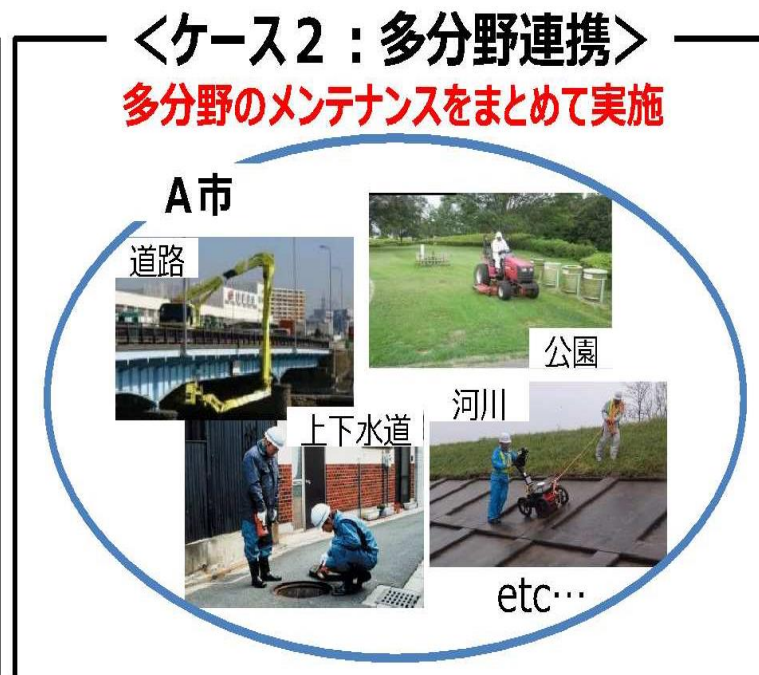 ＜ケース２：多分野連携＞
多分野のメンテナンスをまとめて実施
A市
道路
公園
上下水道
河川
etc…